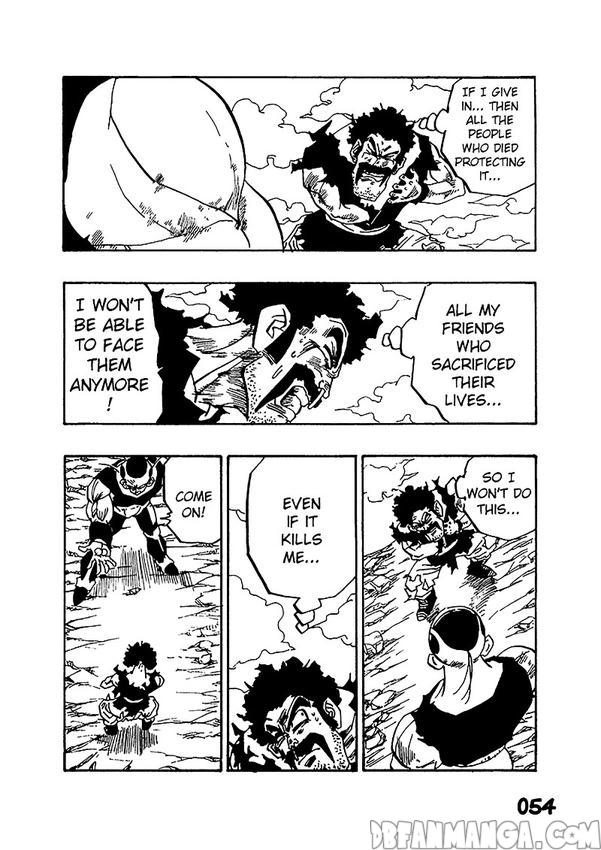 IF I GIVE
IN... THEN
ALL THE
PEOPLE
WHO DIED
PROTECTING
IT...
ALL MY
FRIENDS
WHO
SACRIFICED
THEIR
LIVES...
I WON'T
BE ABLE
TO FACE
THEM
ANYMORE
!
SO I
WON'T DO
THIS...
EVEN
IF IT
KILLS
ME...
COME
ON!
054
DBFANMANGA.COM